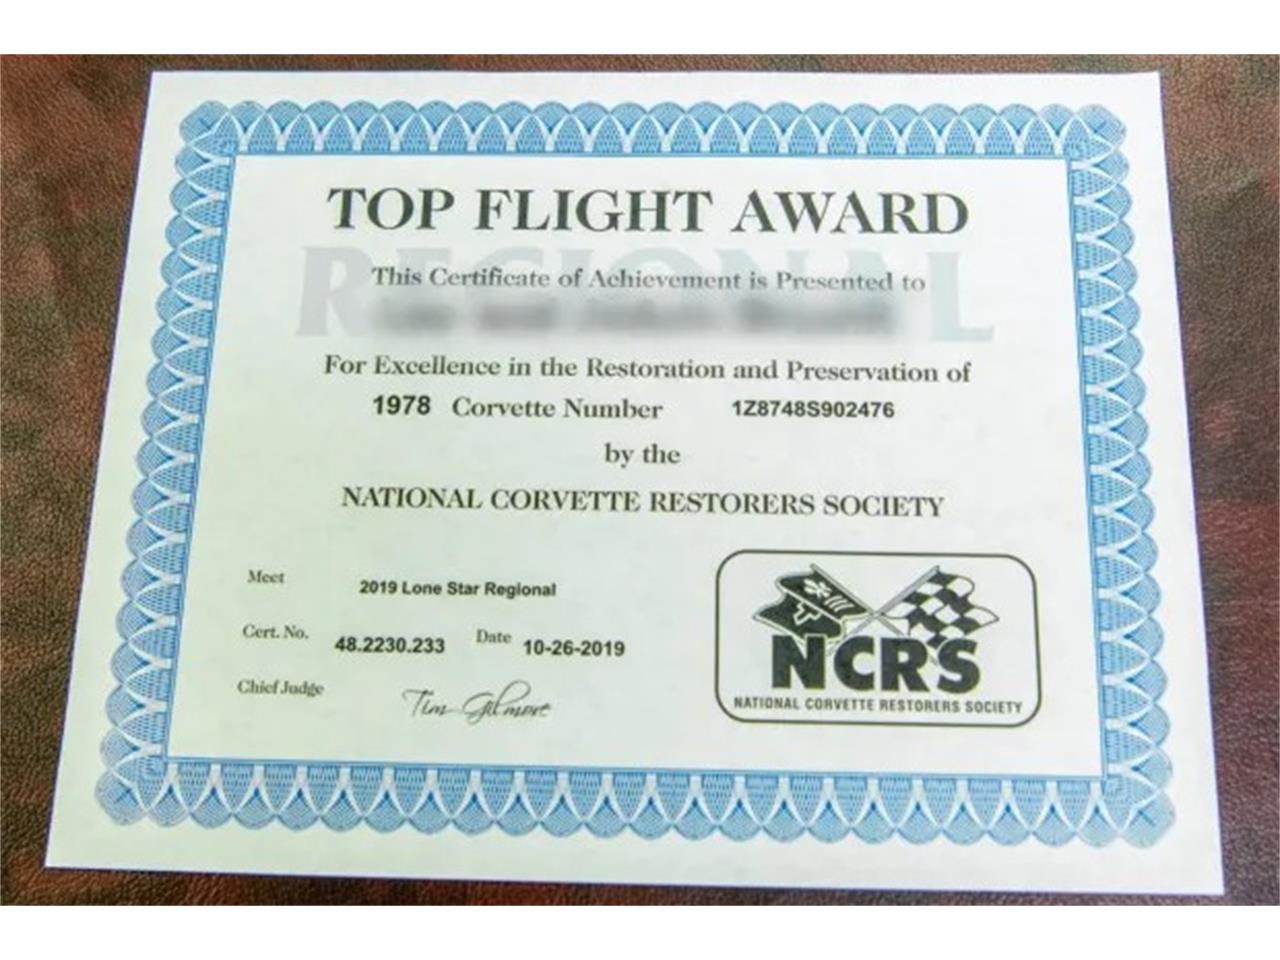 TOP FLIGHT AWARD
REGIONAL
This Certificate of Achievement is Presented to
For Excellence in the Restoration and Preservation of
1978 Corvette Number 1Z8748S902476
by the
NATIONAL CORVETTE RESTORERS SOCIETY
Meet 2019 Lone Star Regional
Cert. No. 48.2230.233 Date 10-26-2019
Chief Judge Tim Gilmore
NCRS
NATIONAL CORVETTE RESTORERS SOCIETY